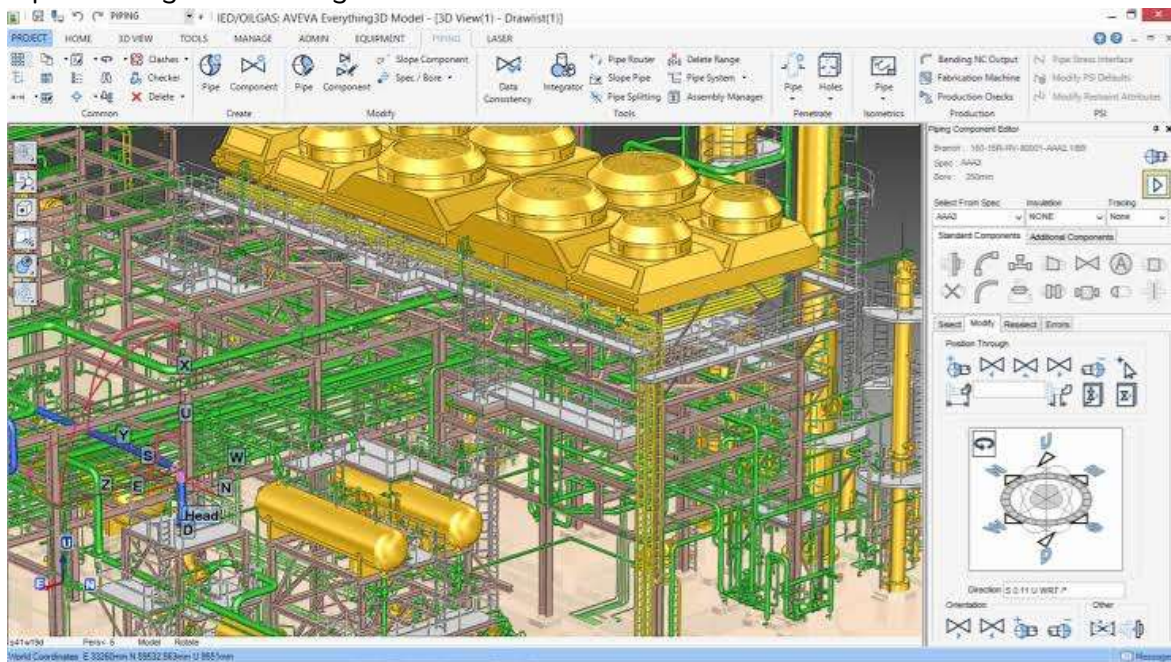 PIPING
IED/OILGAS: AVEVA Everything3D Model - [3D View(1) - Drawlist(1)]
PROJECT HOME 3D VIEW TOOLS MANAGE ADMIN EQUIPMENT PIPING LASER
Clashes Slope Component Pipe Router Delete Range Bending NC Output Pipe Stress Interface
Checker Spec / Bore Slope Pipe Pipe System Fabrication Machine Modify PSI Defaults
Delete Pipe Component Pipe Component Data Consistency Integrator Pipe Splitting Assembly Manager Pipe Holes Pipe Production Checks Modify Restraint Attributes
Common Create Modify Tools Penetrate Isometrics Production PSI
Piping Component Editor
Spec : AAA3
Bore : 250mm
Select From Spec Insulation Tracing
AAA3 NONE None
Standard Components Additional Components
A
Select Modify Reselect Errors
Position Through
X
U
Y
S W
Z E N
Head
D
U
E N
U
D
Direction
Orientation Other
Model Rotate
World Coordinates
Message